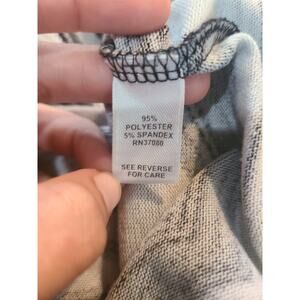 95%
POLYESTER
5% SPANDEX
RN37080
SEE REVERSE
FOR CARE